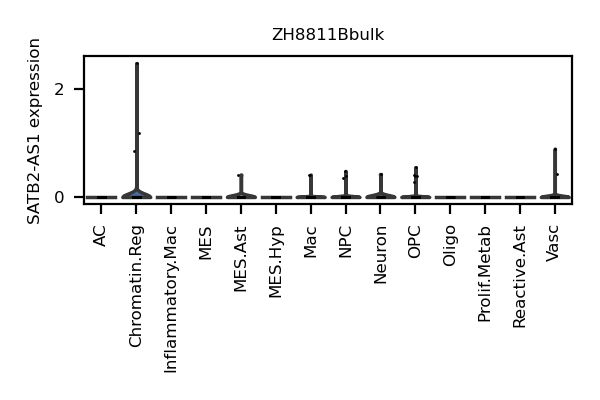 ZH8811Bbulk
SATB2-AS1 expression
2
0
AC
Chromatin.Reg
Inflammatory.Mac
MES
MES.Ast
MES.Hyp
Mac
NPC
Neuron
OPC
Oligo
Prolif.Metab
Reactive.Ast
Vasc